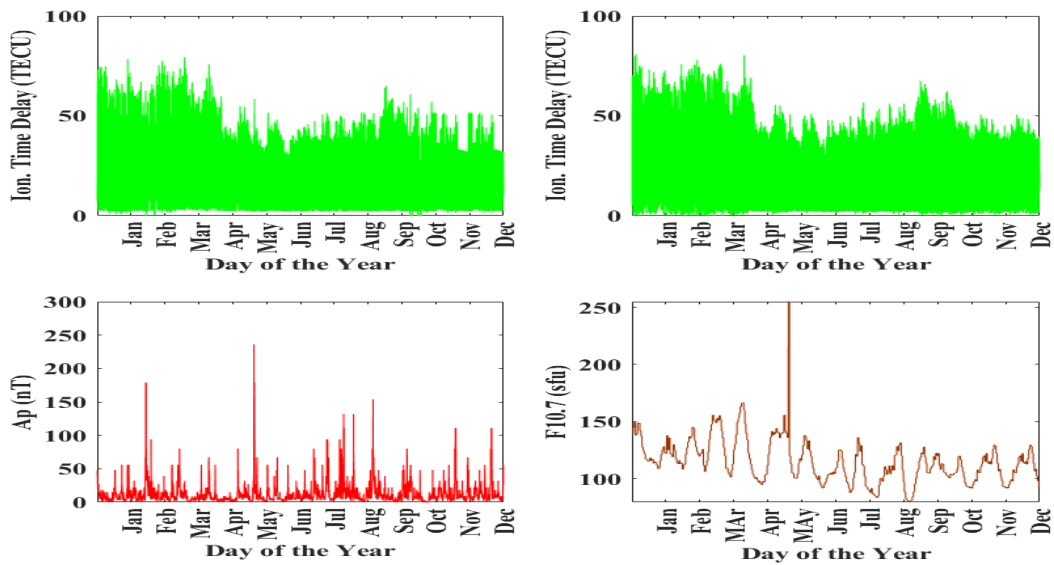 100
50
0
Ion. Time Delay (TECU)
Jan Feb Mar Apr May Jun Jul Aug Sep Oct Nov Dec
Day of the Year
100
50
0
Ion. Time Delay (TECU)
Jan Feb Mar Apr May Jun Jul Aug Sep Oct Nov Dec
Day of the Year
300
250
200
150
100
50
0
Ap (nT)
Jan Feb Mar Apr May Jun Jul Aug Sep Oct Nov Dec
Day of the Year
250
200
150
100
F10.7 (sfu)
Jan Feb MAr Apr MAy Jun Jul Aug Sep Oct Nov Dec
Day of the Year